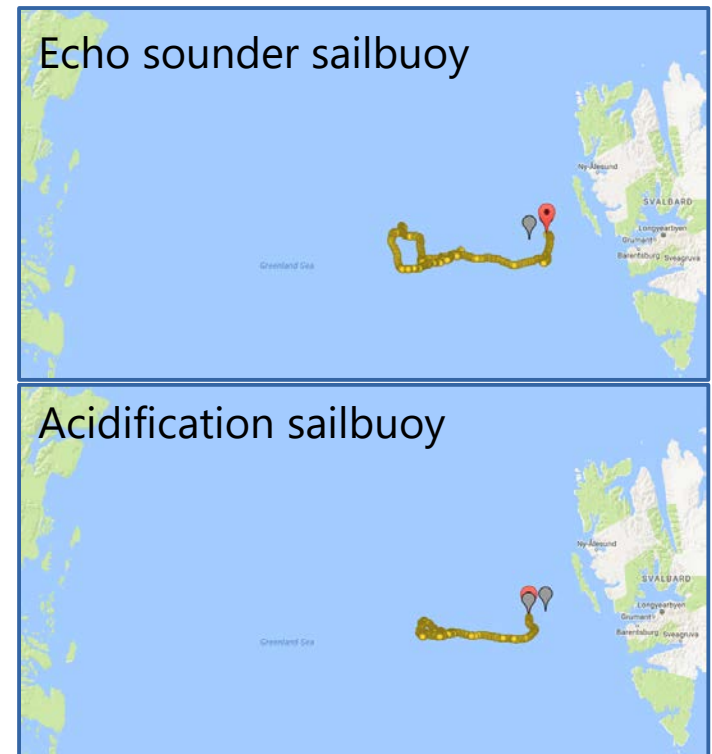 Echo sounder sailbuoy
Ny-Ålesund
SVALBARD
Longyearbyen
Grumant
Barentsburg Sveagruva
Greenland Sea
Acidification sailbuoy
Ny-Ålesund
SVALBARD
Longyearbyen
Grumant
Barentsburg Sveagruva
Greenland Sea